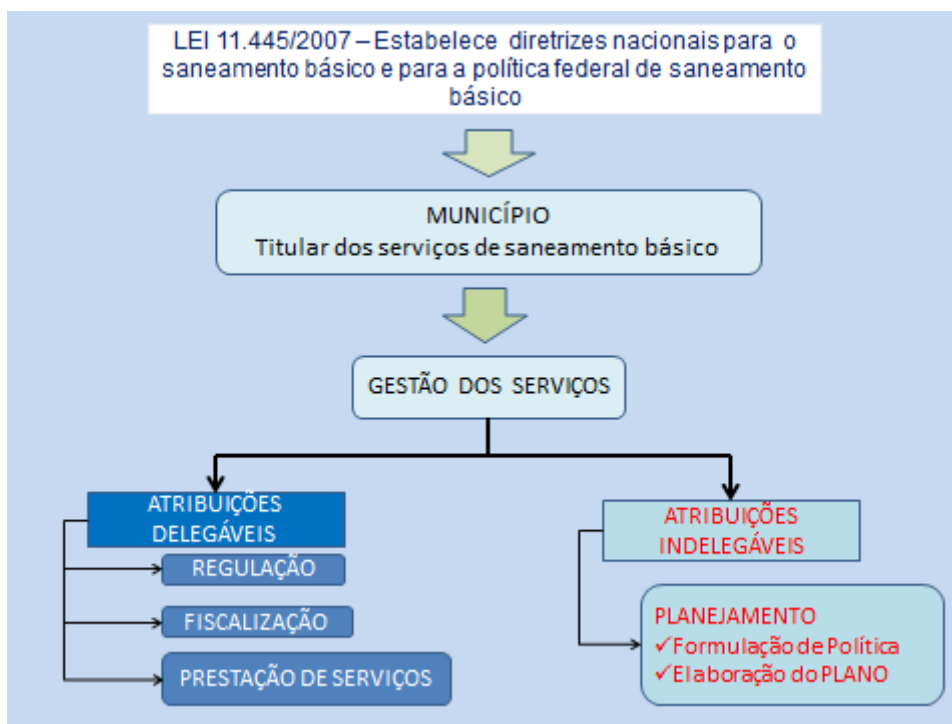 LEI 11.445/2007 – Estabelece diretrizes nacionais para o
saneamento básico e para a política federal de saneamento
básico
MUNICÍPIO
Titular dos serviços de saneamento básico
GESTÃO DOS SERVIÇOS
ATRIBUIÇÕES
DELEGÁVEIS
REGULAÇÃO
FISCALIZAÇÃO
PRESTAÇÃO DE SERVIÇOS
ATRIBUIÇÕES
INDELEGÁVEIS
PLANEJAMENTO
✓Formulação de Política
✓Elaboração do PLANO